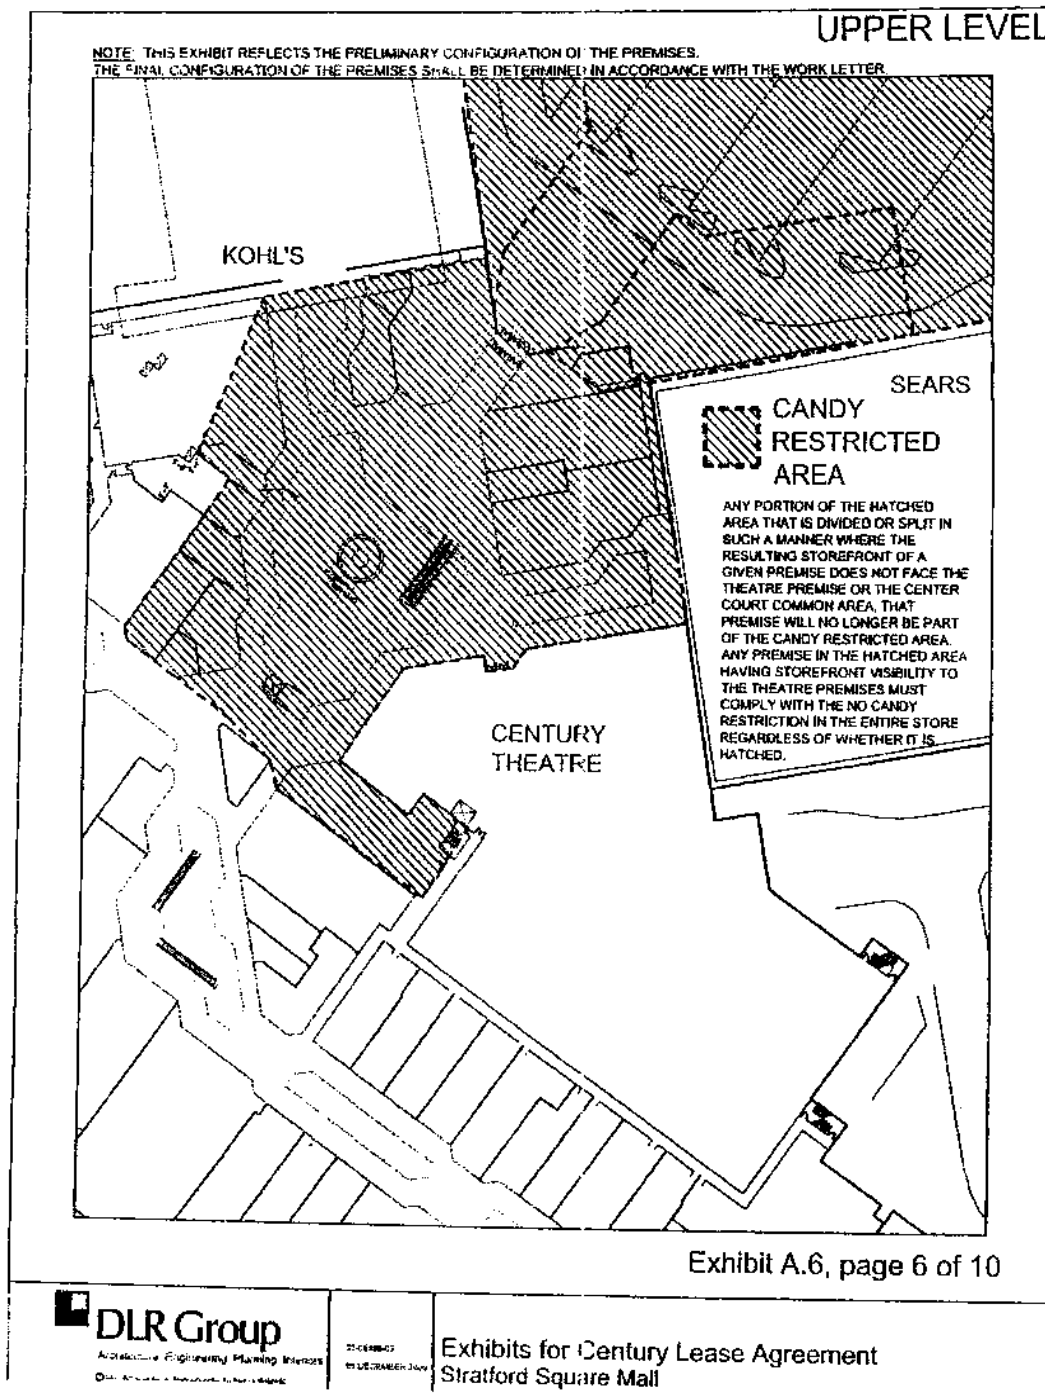 UPPER LEVEL
NOTE: THIS EXHIBIT REFLECTS THE PRELIMINARY CONFIGURATION OF THE PREMISES.
THE FINAL CONFIGURATION OF THE PREMISES SHALL BE DETERMINED IN ACCORDANCE WITH THE WORK LETTER
KOHL'S
SEARS
CANDY
RESTRICTED
AREA
ANY PORTION OF THE HATCHED
AREA THAT IS DIVIDED OR SPLIT IN
SUCH A MANNER WHERE THE
RESULTING STOREFRONT OF A
GIVEN PREMISE DOES NOT FACE THE
THEATRE PREMISE OR THE CENTER
COURT COMMON AREA, THAT
PREMISE WILL NO LONGER BE PART
OF THE CANDY RESTRICTED AREA.
ANY PREMISE IN THE HATCHED AREA
HAVING STOREFRONT VISIBILITY TO
THE THEATRE PREMISES MUST
COMPLY WITH THE NO CANDY
RESTRICTION IN THE ENTIRE STORE
REGARDLESS OF WHETHER IT IS
HATCHED.
CENTURY
THEATRE
Exhibit A.6, page 6 of 10
DLR Group
Architecture Engineering Planning Interiors
DECEMBER
Exhibits for Century Lease Agreement
Stratford Square Mall